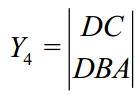 Y₄ = |DC
DBA|